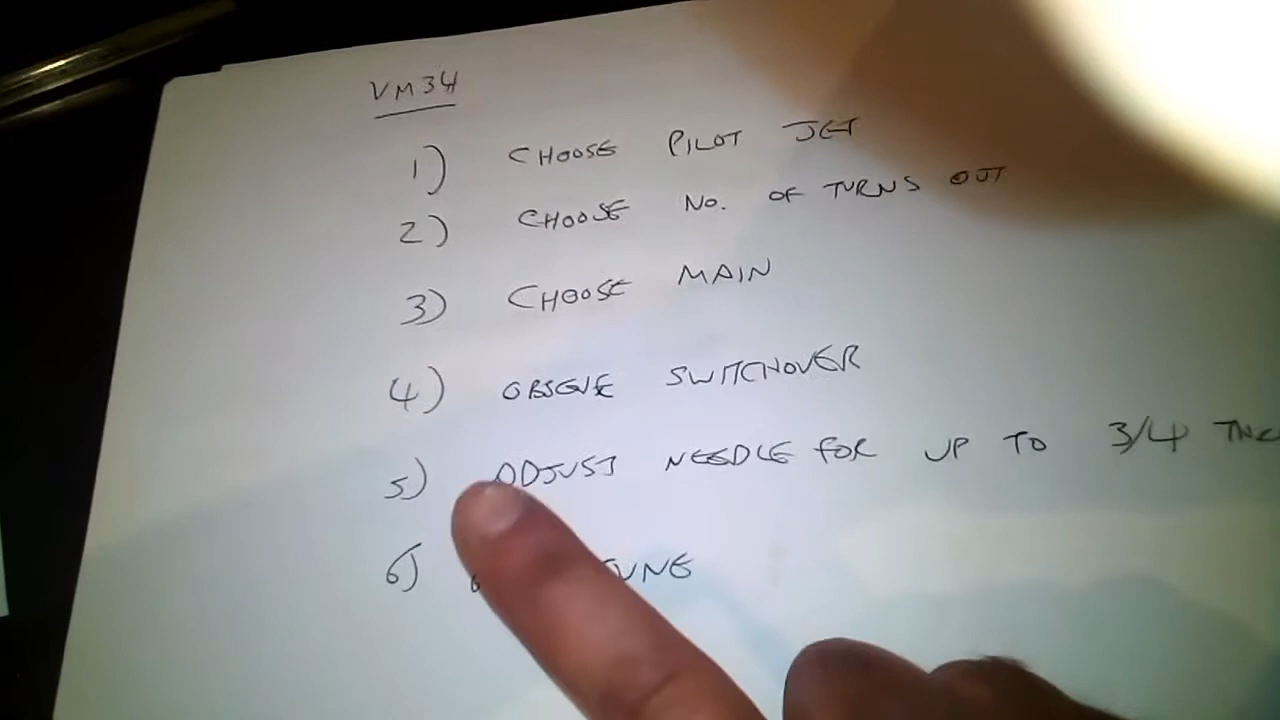 VM34
1) CHOOSE PILOT JET
2) CHOOSE No. OF TURNS OUT
3) CHOOSE MAIN
4) OBSERVE SWITCHOVER
5) ADJUST NEEDLE FOR UP TO 3/4
6)